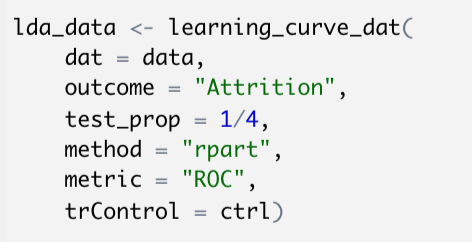 lda_data <- learning_curve_dat(
    dat = data,
    outcome = "Attrition",
    test_prop = 1/4,
    method = "rpart",
    metric = "ROC",
    trControl = ctrl)